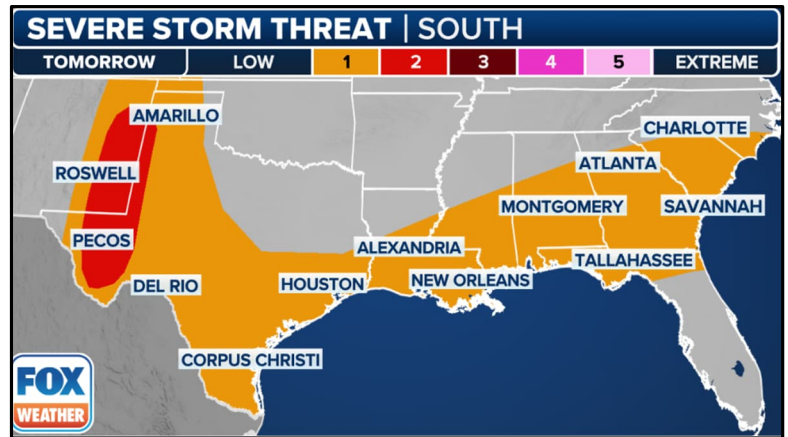 SEVERE STORM THREAT | SOUTH
TOMORROW LOW 1 2 3 4 5 EXTREME
AMARILLO
CHARLOTTE
ATLANTA
ROSWELL
MONTGOMERY
SAVANNAH
PECOS
ALEXANDRIA
TALLAHASSEE
DEL RIO
HOUSTON
NEW ORLEANS
CORPUS CHRISTI
FOX
WEATHER